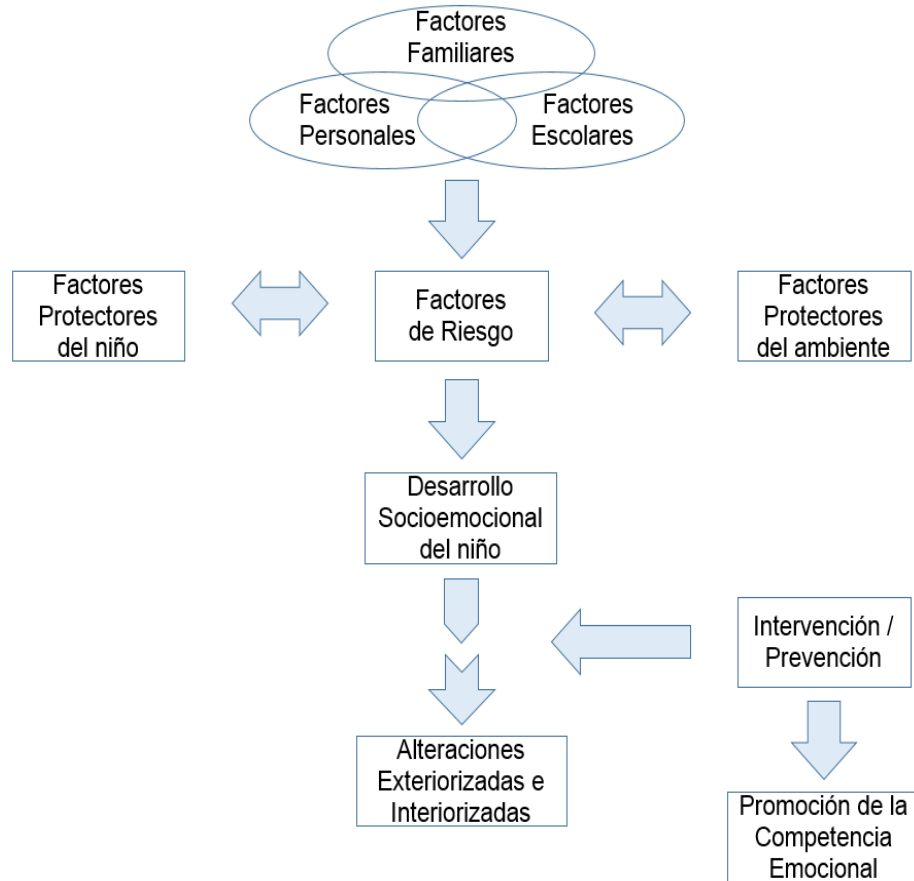 Factores
Familiares
Factores
Personales
Factores
Escolares
Factores
Protectores
del niño
Factores
de Riesgo
Factores
Protectores
del ambiente
Desarrollo
Socioemocional
del niño
Intervención /
Prevención
Alteraciones
Exteriorizadas e
Interiorizadas
Promoción de la
Competencia
Emocional